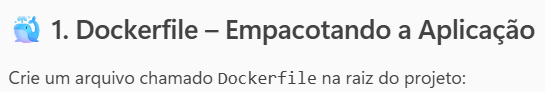 🐳 1. Dockerfile – Empacotando a Aplicação
Crie um arquivo chamado Dockerfile na raiz do projeto: